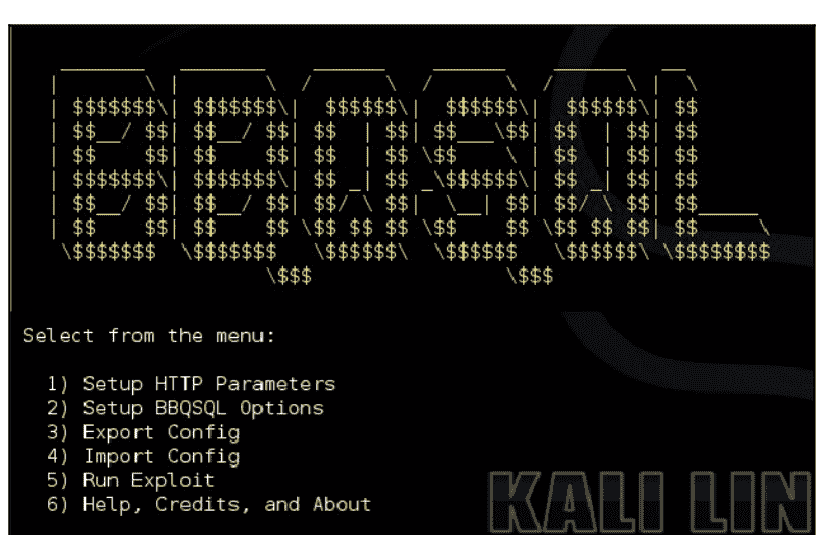 BBQSQL
Select from the menu:
1) Setup HTTP Parameters
2) Setup BBQSQL Options
3) Export Config
4) Import Config
5) Run Exploit
6) Help, Credits, and About
KALI LIN